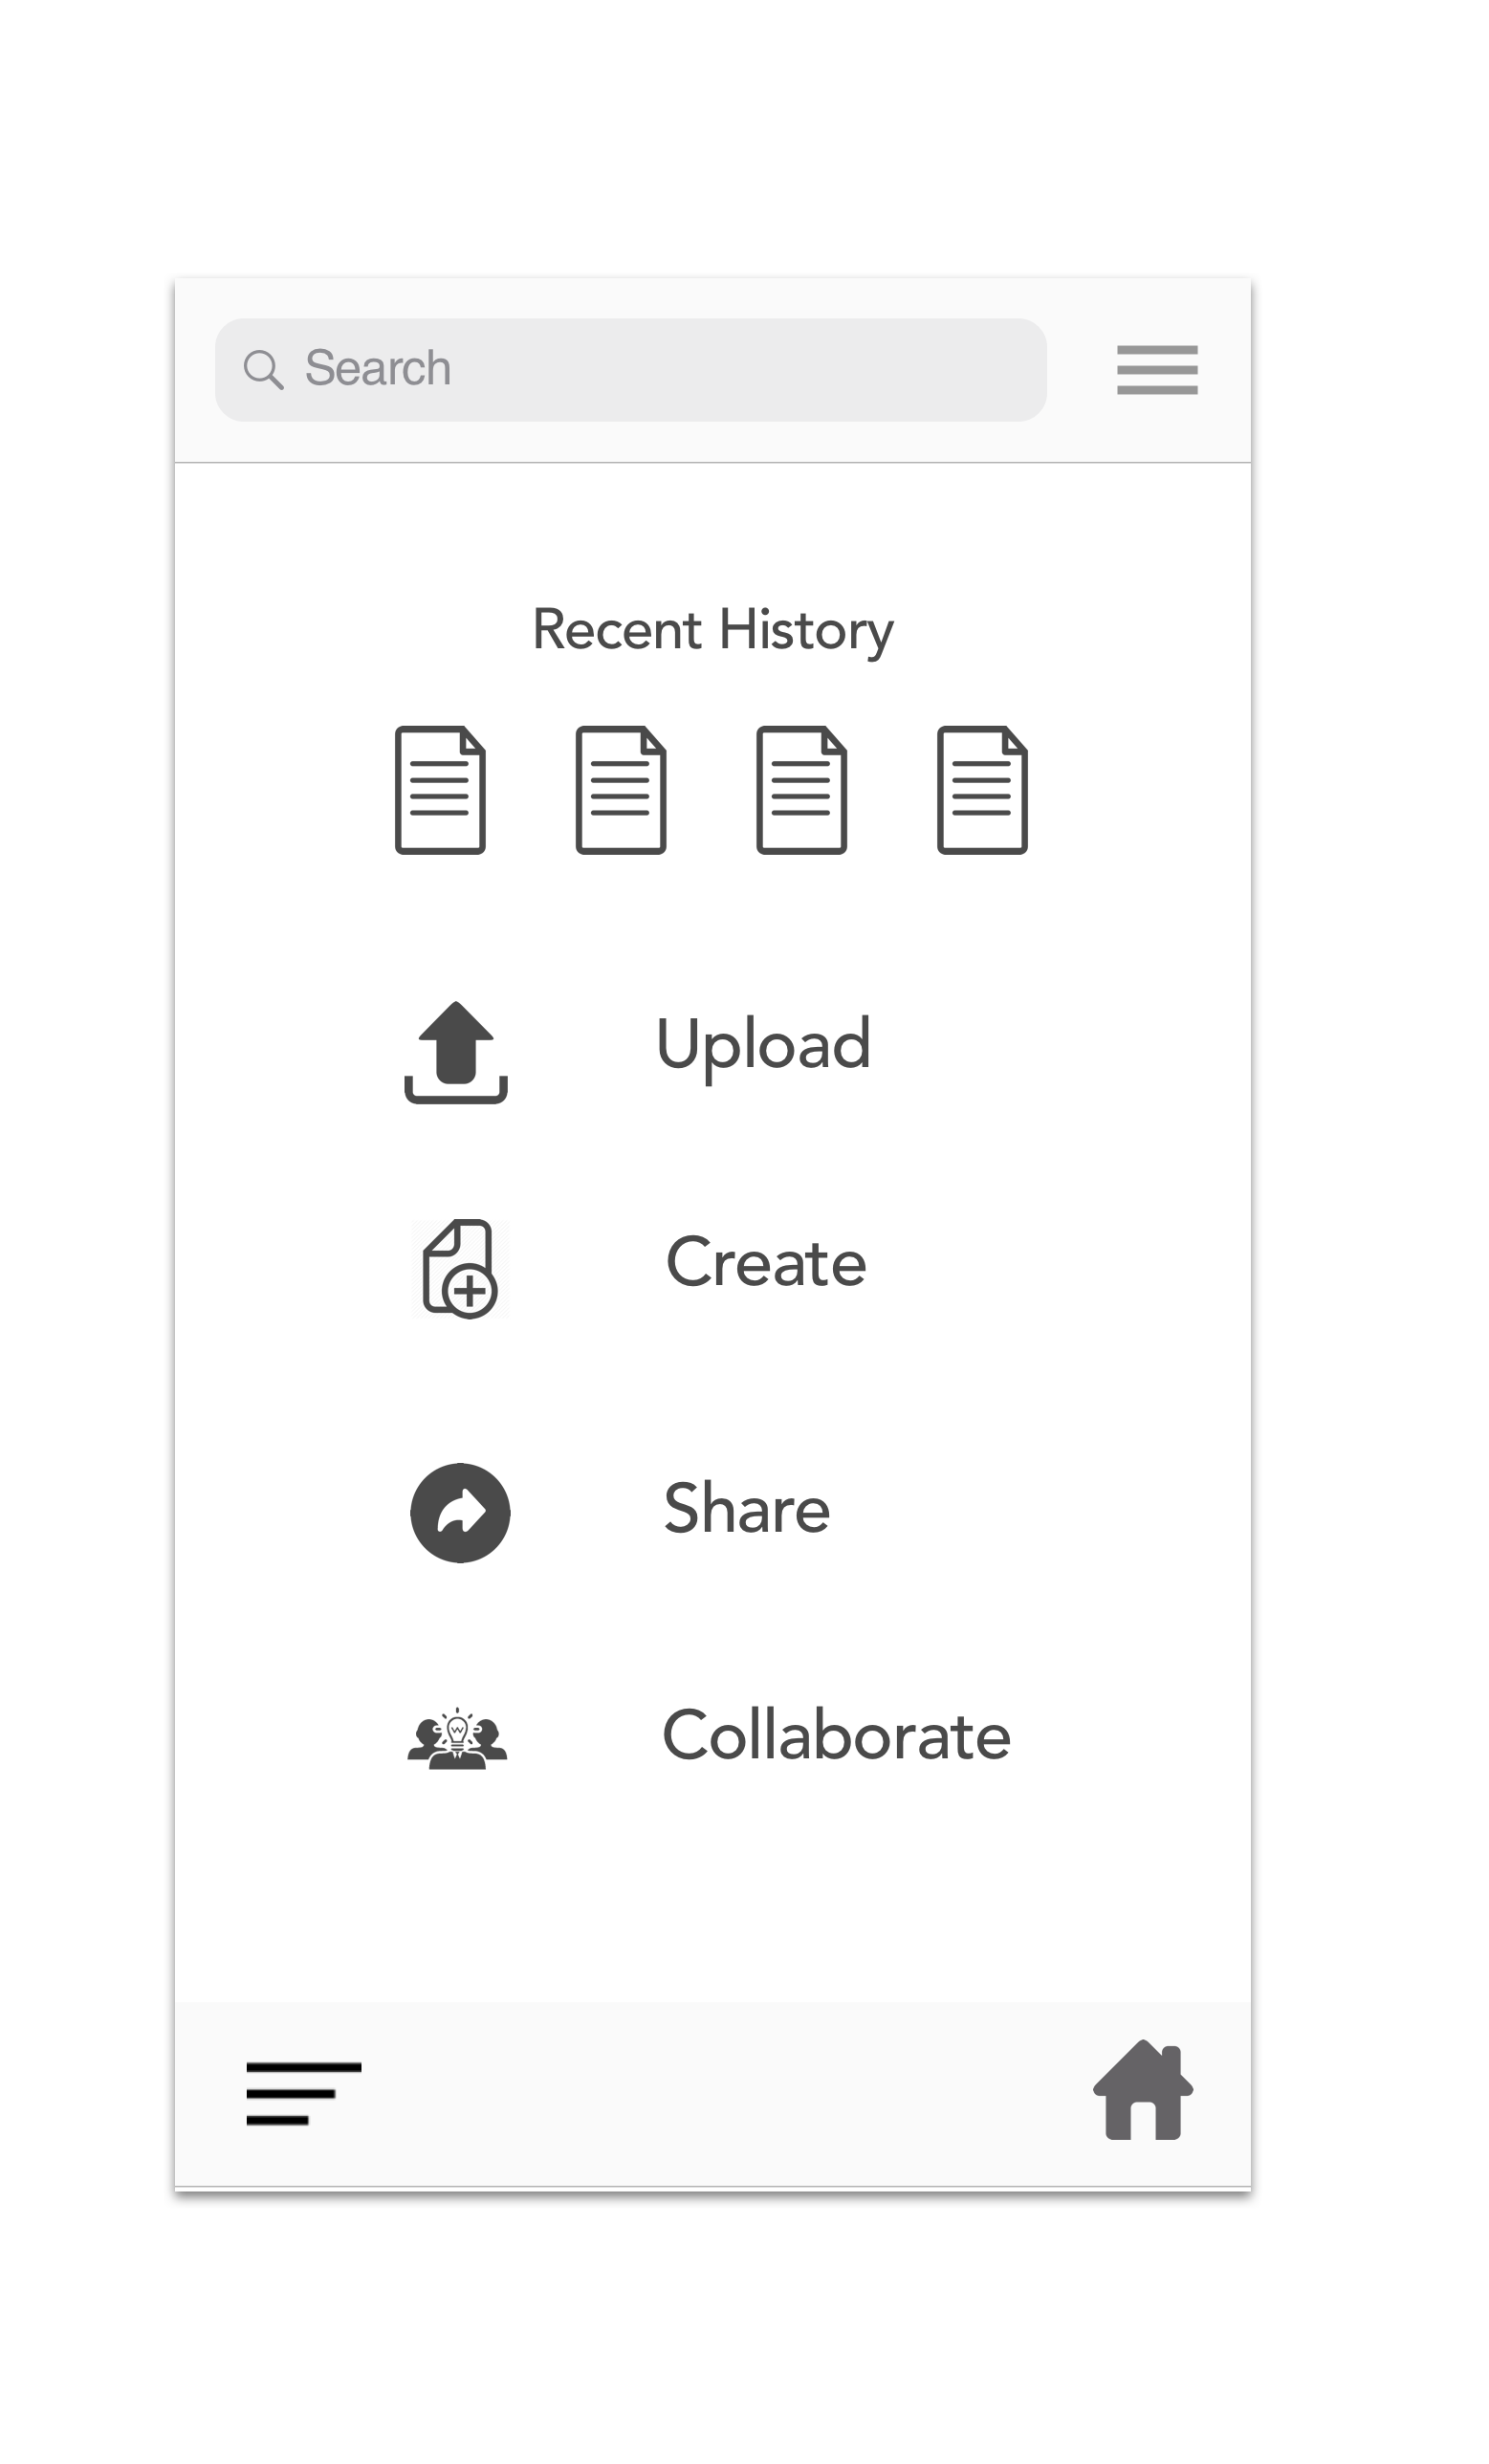 Search
Recent History
Upload
Create
Share
Collaborate